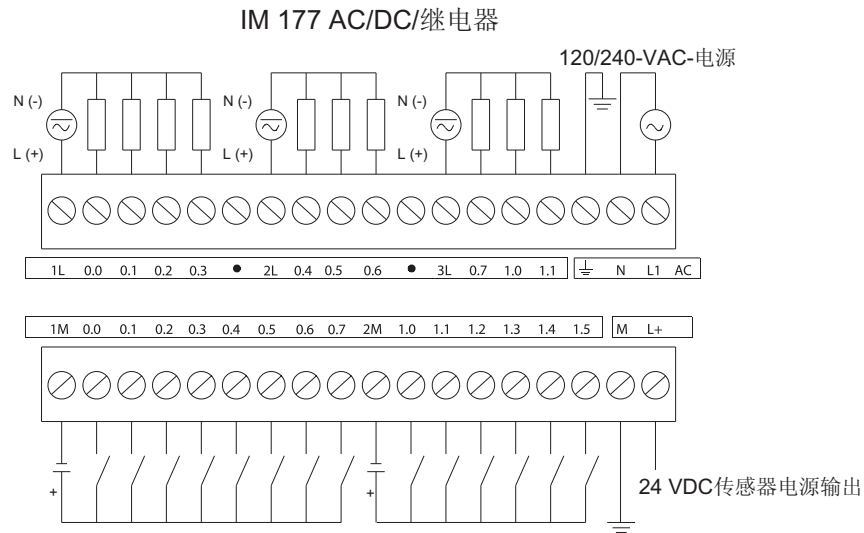 IM 177 AC/DC/继电器
120/240-VAC-电源
N (-) N (-) N (-)
L (+) L (+) L (+)
1L 0.0 0.1 0.2 0.3 ● 2L 0.4 0.5 0.6 ● 3L 0.7 1.0 1.1 ⏚ N L1 AC
1M 0.0 0.1 0.2 0.3 0.4 0.5 0.6 0.7 2M 1.0 1.1 1.2 1.3 1.4 1.5 M L+
+ +
24 VDC传感器电源输出